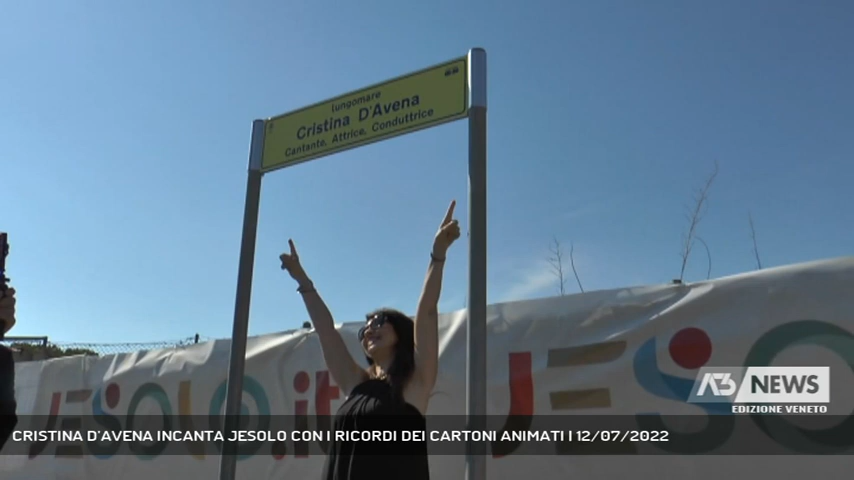 lungomare
Cristina D'Avena
Cantante, Attrice, Conduttrice
JESOLO.it
JESO
A3 NEWS
EDIZIONE VENETO
CRISTINA D'AVENA INCANTA JESOLO CON I RICORDI DEI CARTONI ANIMATI | 12/07/2022